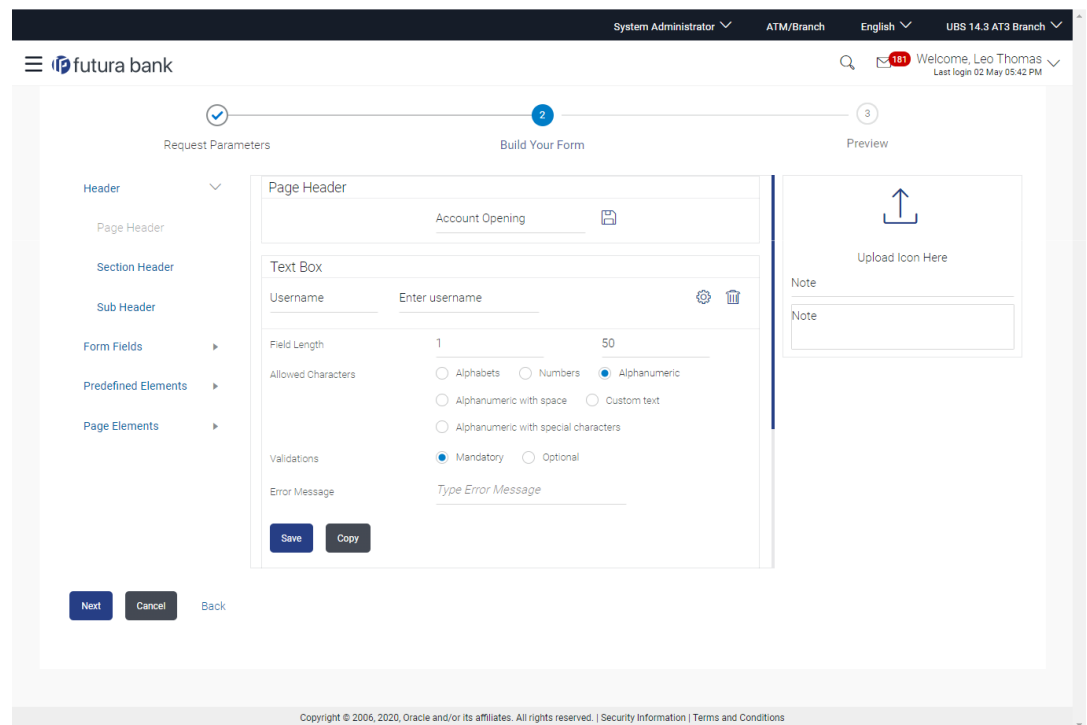 System Administrator ATM/Branch English UBS 14.3 AT3 Branch
futura bank 181 Welcome, Leo Thomas
Last login 02 May 05:42 PM
2 3
Request Parameters Build Your Form Preview
Header
Page Header
Section Header
Sub Header
Form Fields
Predefined Elements
Page Elements
Page Header
Account Opening
Text Box
Username Enter username
Field Length 1 50
Allowed Characters Alphabets Numbers Alphanumeric
Alphanumeric with space Custom text
Alphanumeric with special characters
Validations Mandatory Optional
Error Message Type Error Message
Save Copy
Upload Icon Here
Note
Note
Next Cancel Back
Copyright © 2006, 2020, Oracle and/or its affiliates. All rights reserved. | Security Information | Terms and Conditions